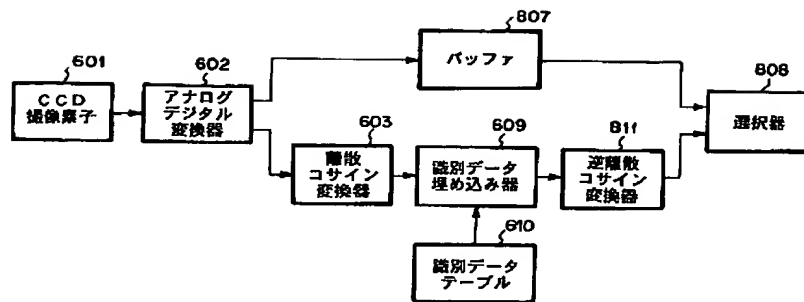 601
CCD
撮像素子
602
アナログ
デジタル
変換器
807
バッファ
808
選択器
603
離散
コサイン
変換器
609
識別データ
埋め込み器
811
逆離散
コサイン
変換器
610
識別データ
テーブル